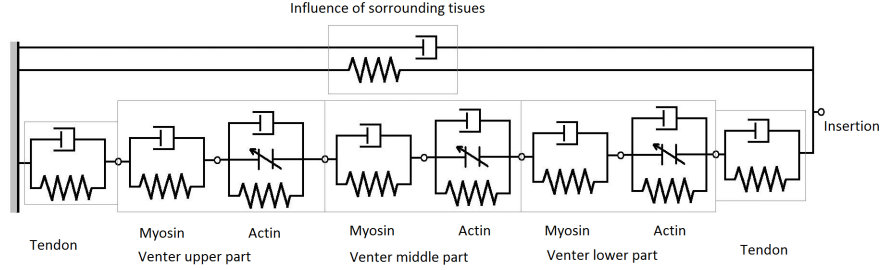 Influence of sorrounding tisues
Insertion
Myosin Actin Myosin Actin Myosin Actin
Tendon Venter upper part Venter middle part Venter lower part Tendon